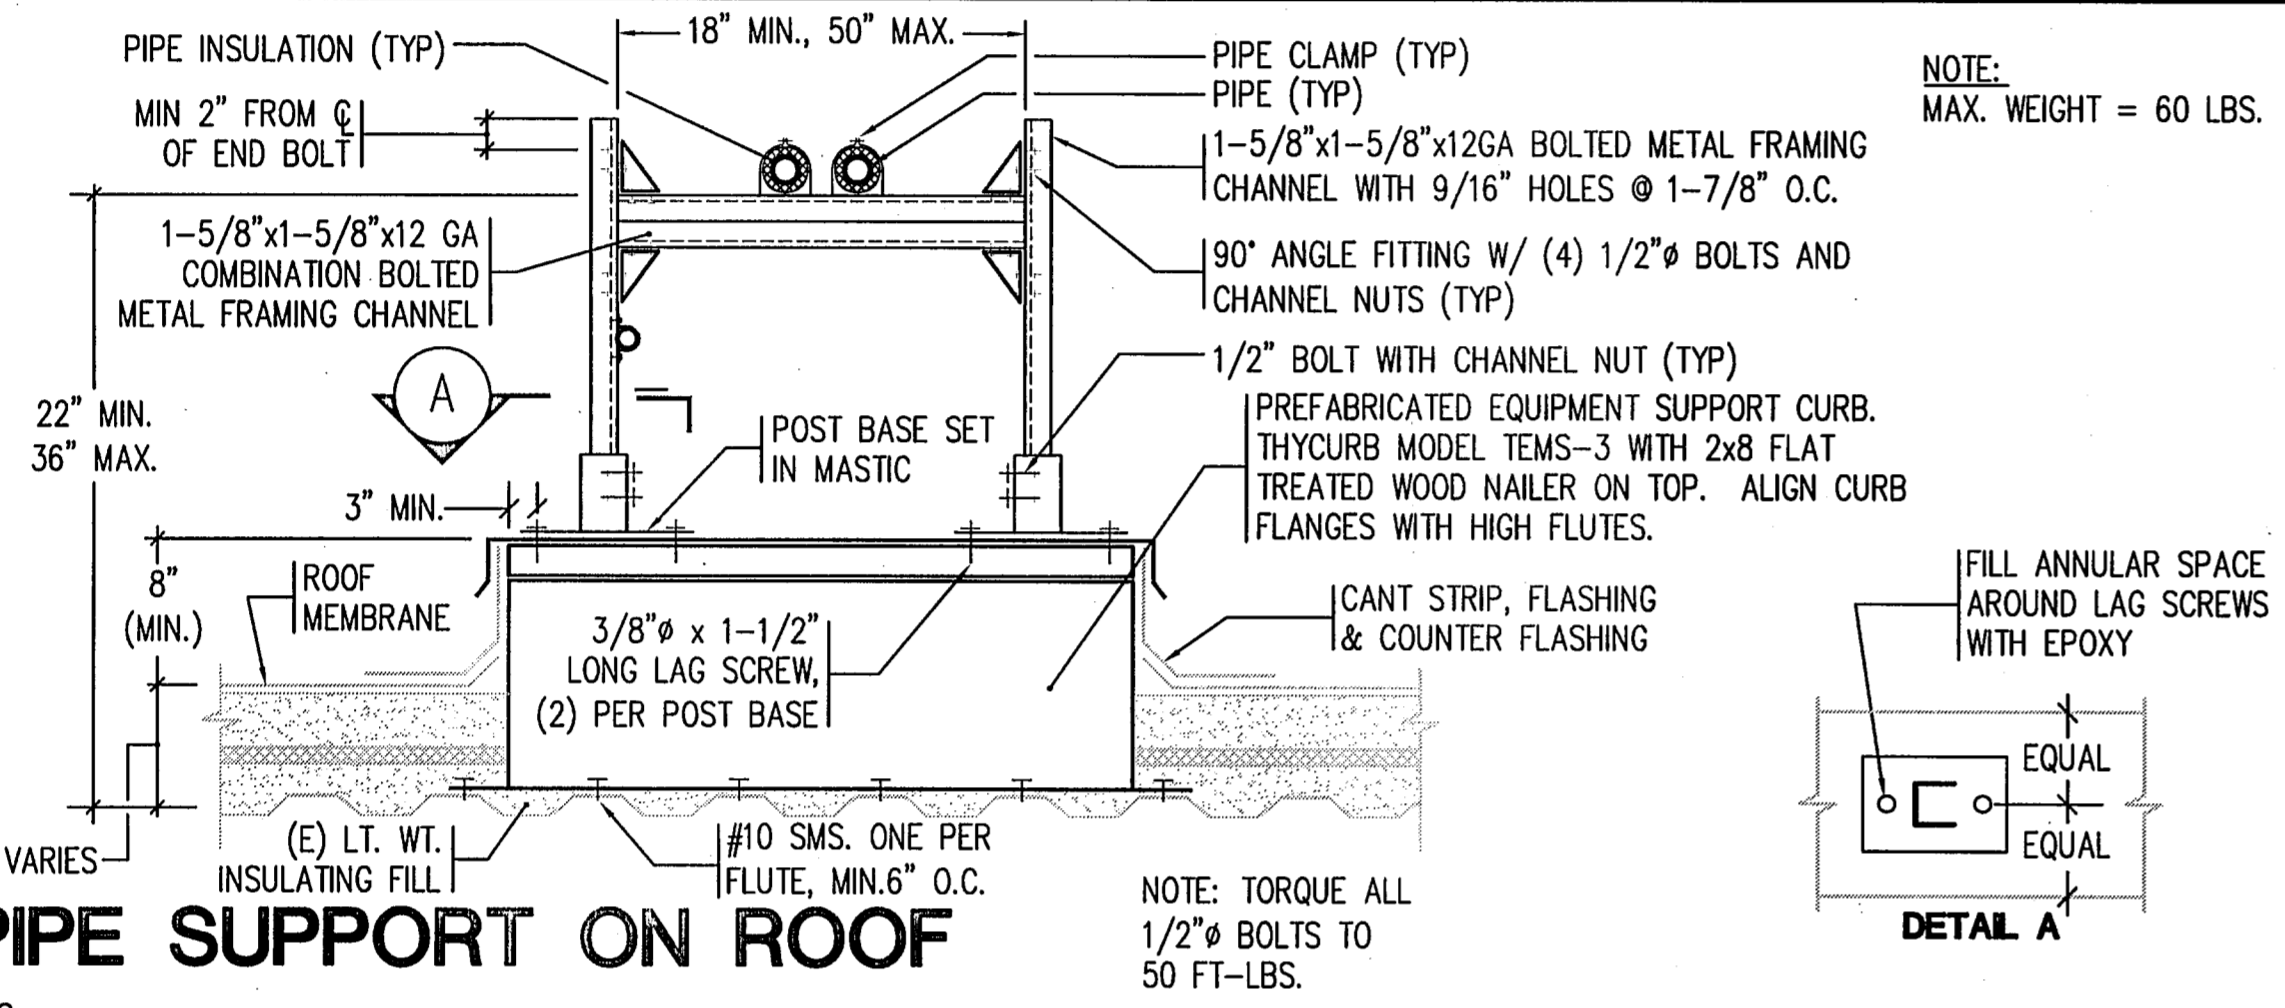 18" MIN., 50" MAX.
PIPE INSULATION (TYP)
MIN 2" FROM ℄
OF END BOLT
PIPE CLAMP (TYP)
PIPE (TYP)
NOTE:
MAX. WEIGHT = 60 LBS.
1-5/8"x1-5/8"x12GA BOLTED METAL FRAMING
CHANNEL WITH 9/16" HOLES @ 1-7/8" O.C.
1-5/8"x1-5/8"x12 GA
COMBINATION BOLTED
METAL FRAMING CHANNEL
90° ANGLE FITTING W/ (4) 1/2"ø BOLTS AND
CHANNEL NUTS (TYP)
1/2" BOLT WITH CHANNEL NUT (TYP)
A
22" MIN.
36" MAX.
POST BASE SET
IN MASTIC
PREFABRICATED EQUIPMENT SUPPORT CURB.
THYCURB MODEL TEMS-3 WITH 2x8 FLAT
TREATED WOOD NAILER ON TOP. ALIGN CURB
FLANGES WITH HIGH FLUTES.
3" MIN.
8"
(MIN.)
ROOF
MEMBRANE
3/8"ø x 1-1/2"
LONG LAG SCREW,
(2) PER POST BASE
CANT STRIP, FLASHING
& COUNTER FLASHING
FILL ANNULAR SPACE
AROUND LAG SCREWS
WITH EPOXY
EQUAL
EQUAL
DETAIL A
VARIES
(E) LT. WT.
INSULATING FILL
#10 SMS. ONE PER
FLUTE, MIN.6" O.C.
NOTE: TORQUE ALL
1/2"ø BOLTS TO
50 FT-LBS.
PIPE SUPPORT ON ROOF